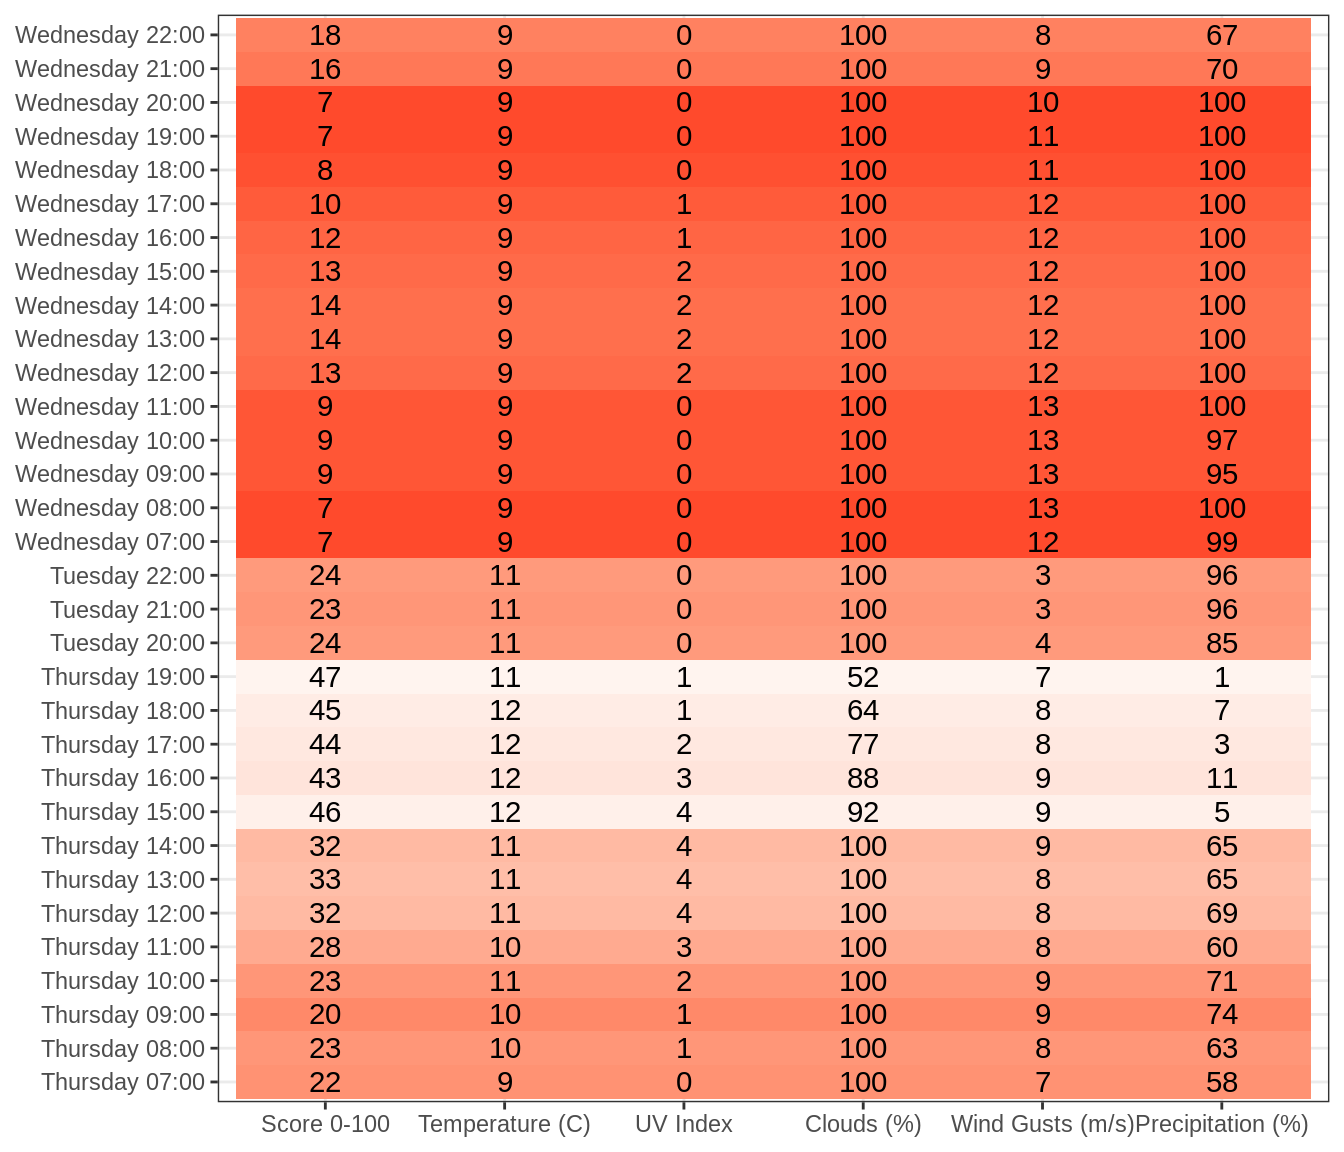 Wednesday 22:00 18 9 0 100 8 67
Wednesday 21:00 16 9 0 100 9 70
Wednesday 20:00 7 9 0 100 10 100
Wednesday 19:00 7 9 0 100 11 100
Wednesday 18:00 8 9 0 100 11 100
Wednesday 17:00 10 9 1 100 12 100
Wednesday 16:00 12 9 1 100 12 100
Wednesday 15:00 13 9 2 100 12 100
Wednesday 14:00 14 9 2 100 12 100
Wednesday 13:00 14 9 2 100 12 100
Wednesday 12:00 13 9 2 100 12 100
Wednesday 11:00 9 9 0 100 13 100
Wednesday 10:00 9 9 0 100 13 97
Wednesday 09:00 9 9 0 100 13 95
Wednesday 08:00 7 9 0 100 13 100
Wednesday 07:00 7 9 0 100 12 99
Tuesday 22:00 24 11 0 100 3 96
Tuesday 21:00 23 11 0 100 3 96
Tuesday 20:00 24 11 0 100 4 85
Thursday 19:00 47 11 1 52 7 1
Thursday 18:00 45 12 1 64 8 7
Thursday 17:00 44 12 2 77 8 3
Thursday 16:00 43 12 3 88 9 11
Thursday 15:00 46 12 4 92 9 5
Thursday 14:00 32 11 4 100 9 65
Thursday 13:00 33 11 4 100 8 65
Thursday 12:00 32 11 4 100 8 69
Thursday 11:00 28 10 3 100 8 60
Thursday 10:00 23 11 2 100 9 71
Thursday 09:00 20 10 1 100 9 74
Thursday 08:00 23 10 1 100 8 63
Thursday 07:00 22 9 0 100 7 58
Score 0-100 Temperature (C) UV Index Clouds (%) Wind Gusts (m/s) Precipitation (%)